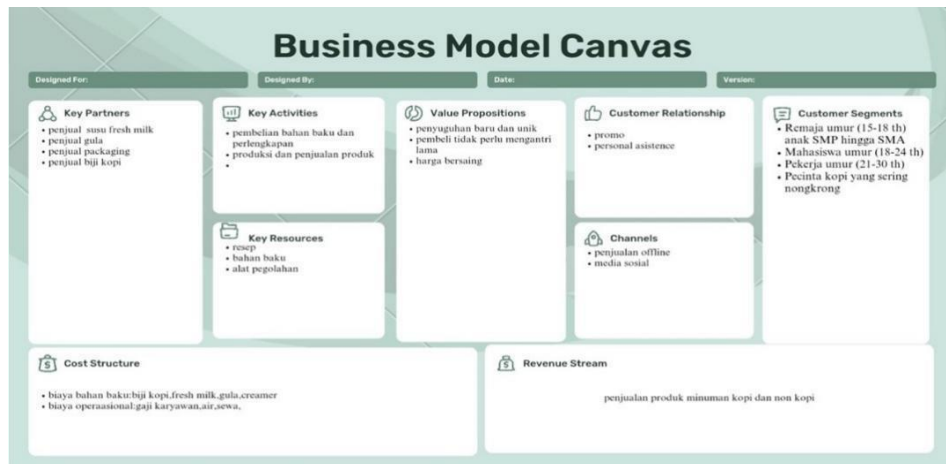 Business Model Canvas
Designed For:
Designed By:
Date:
Version:
Key Partners
• penjual susu fresh milk
• penjual gula
• penjual packaging
• penjual biji kopi
Key Activities
• pembelian bahan baku dan
perlengkapan
• produksi dan penjualan produk
•
Key Resources
• resep
• bahan baku
• alat pegolahan
Value Propositions
• penyuguhan baru dan unik
• pembeli tidak perlu mengantri
lama
• harga bersaing
Customer Relationship
• promo
• personal asistence
Channels
• penjualan offline
• media sosial
Customer Segments
• Remaja umur (15-18 th)
anak SMP hingga SMA
• Mahasiswa umur (18-24 th)
• Pekerja umur (21-30 th)
• Pecinta kopi yang sering
nongkrong
Cost Structure
• biaya bahan baku:biji kopi,fresh milk,gula,creamer
• biaya operaasional:gaji karyawan,air,sewa,
Revenue Stream
penjualan produk minuman kopi dan non kopi